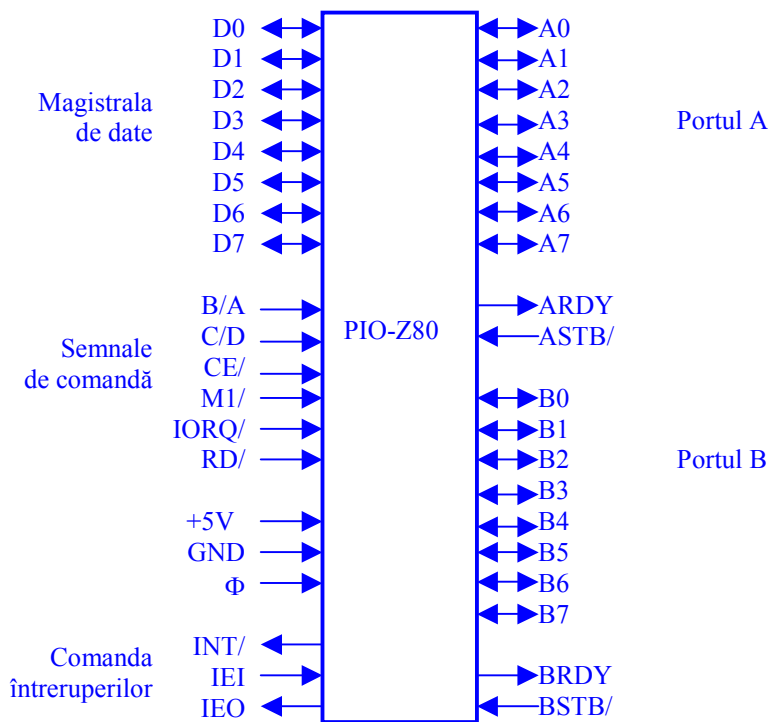 D0
D1
D2
D3
D4
D5
D6
D7
Magistrala
de date
B/A
C/D
CE/
M1/
IORQ/
RD/
Semnale
de comandă
+5V
GND
Φ
INT/
IEI
IEO
Comanda
întreruperilor
PIO-Z80
A0
A1
A2
A3
A4
A5
A6
A7
Portul A
ARDY
ASTB/
B0
B1
B2
B3
B4
B5
B6
B7
Portul B
BRDY
BSTB/